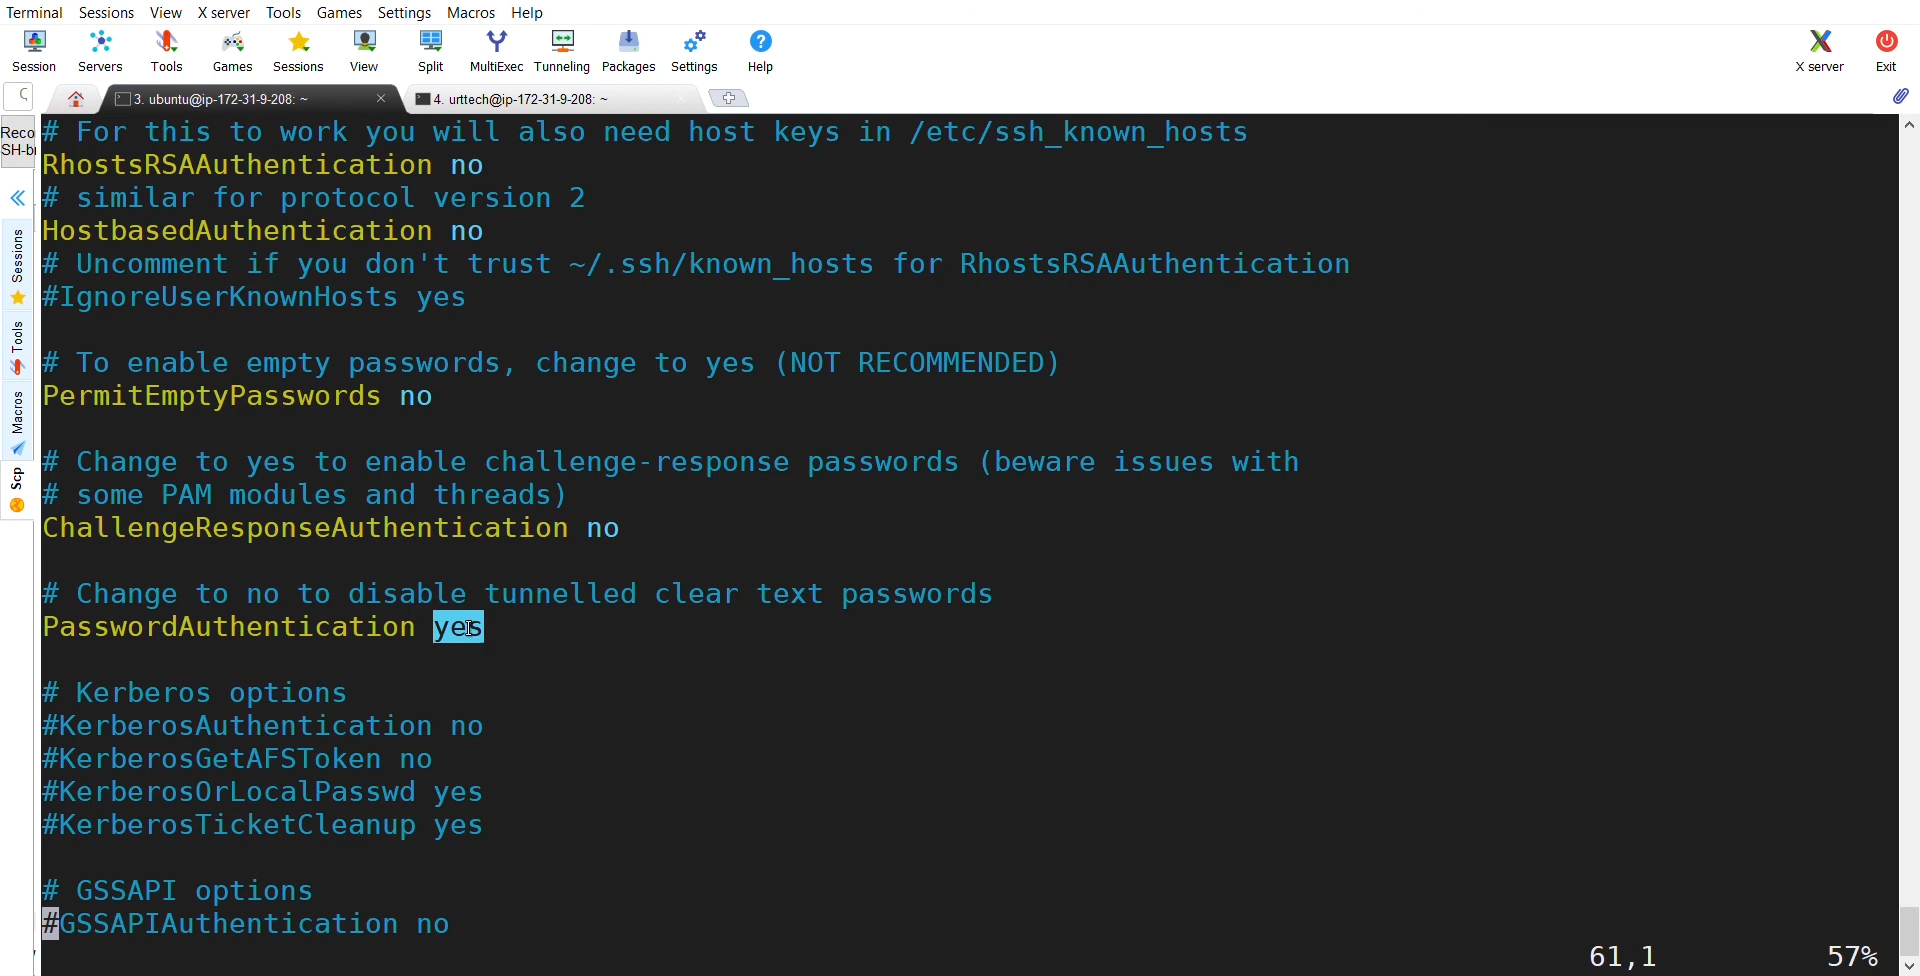 Terminal Sessions View X server Tools Games Settings Macros Help
Session Servers Tools Games Sessions View Split MultiExec Tunneling Packages Settings Help X server Exit
3. ubuntu@ip-172-31-9-208: ~ 4. urttech@ip-172-31-9-208: ~
Reco
SH-b
Sessions
Tools
Macros
Scp
# For this to work you will also need host keys in /etc/ssh_known_hosts
RhostsRSAAuthentication no
# similar for protocol version 2
HostbasedAuthentication no
# Uncomment if you don't trust ~/.ssh/known_hosts for RhostsRSAAuthentication
#IgnoreUserKnownHosts yes
# To enable empty passwords, change to yes (NOT RECOMMENDED)
PermitEmptyPasswords no
# Change to yes to enable challenge-response passwords (beware issues with
# some PAM modules and threads)
ChallengeResponseAuthentication no
# Change to no to disable tunnelled clear text passwords
PasswordAuthentication yes
# Kerberos options
#KerberosAuthentication no
#KerberosGetAFSToken no
#KerberosOrLocalPasswd yes
#KerberosTicketCleanup yes
# GSSAPI options
#GSSAPIAuthentication no
61,1 57%